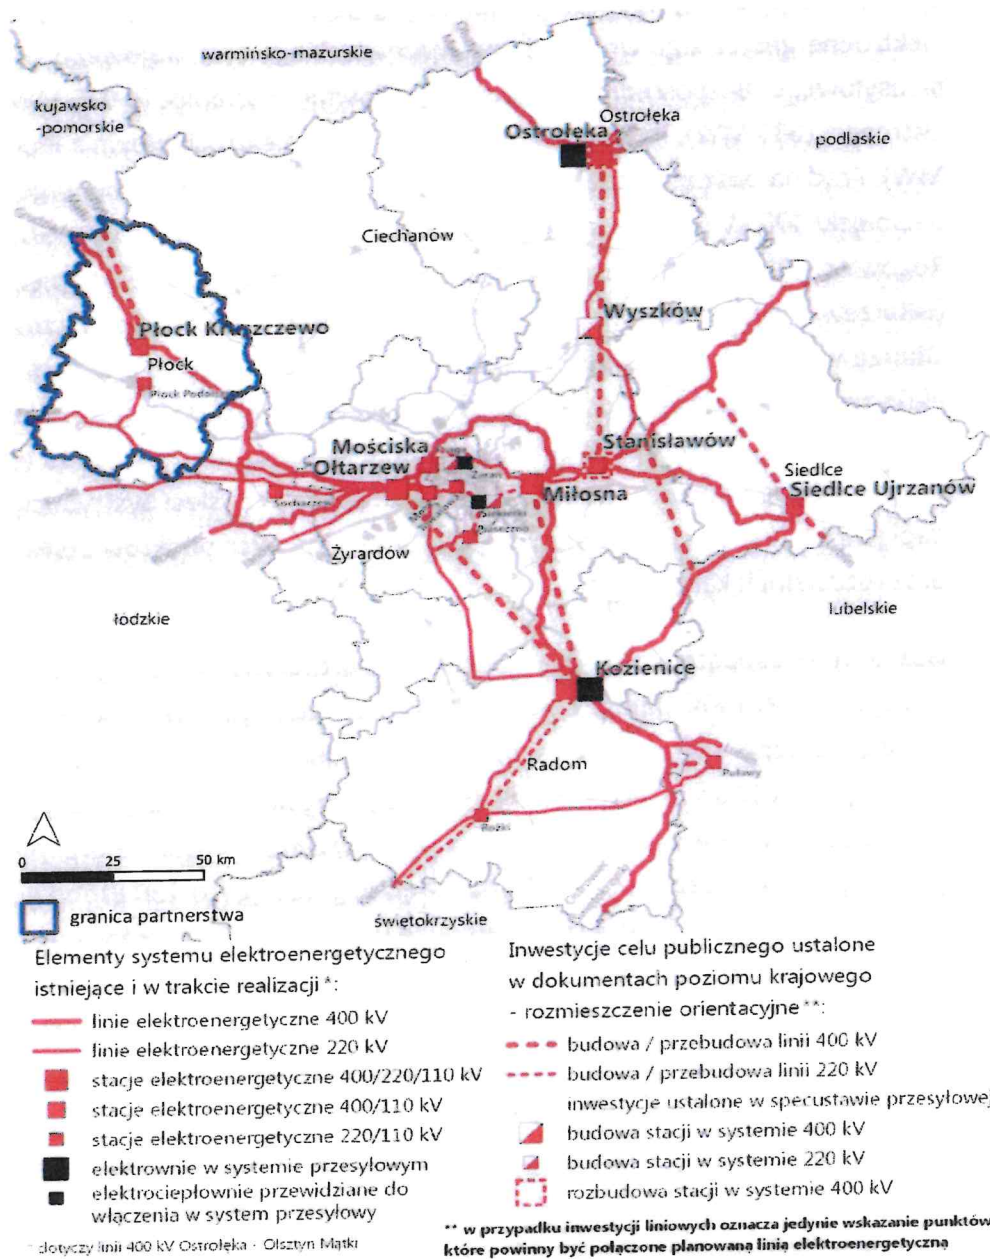 warmińsko-mazurskie
kujawsko
-pomorskie
Ostrołęka
Ostrołęka
podlaskie
Ciechanów
Wyszków
Płock Kruszczewo
Płock
Stanisławów
Mościska
Ołtarzew
Miłosna
Siedlce
Siedlce Ujrzanów
Sochaczew
Piaseczno
Żyrardów
łódzkie
lubelskie
Kozienice
Radom
Puławy
Rożki
świętokrzyskie
0 25 50 km
granica partnerstwa
Elementy systemu elektroenergetycznego
istniejące i w trakcie realizacji *:
linie elektroenergetyczne 400 kV
linie elektroenergetyczne 220 kV
stacje elektroenergetyczne 400/220/110 kV
stacje elektroenergetyczne 400/110 kV
stacje elektroenergetyczne 220/110 kV
elektrownie w systemie przesyłowym
elektrociepłownie przewidziane do
włączenia w system przesyłowy
dotyczy linii 400 kV Ostrołęka - Olsztyn Mątki
Inwestycje celu publicznego ustalone
w dokumentach poziomu krajowego
- rozmieszczenie orientacyjne **:
budowa / przebudowa linii 400 kV
budowa / przebudowa linii 220 kV
inwestycje ustalone w specustawie przesyłowej
budowa stacji w systemie 400 kV
budowa stacji w systemie 220 kV
rozbudowa stacji w systemie 400 kV
** w przypadku inwestycji liniowych oznacza jedynie wskazanie punktów
które powinny być połączone planowaną linią elektroenergetyczną